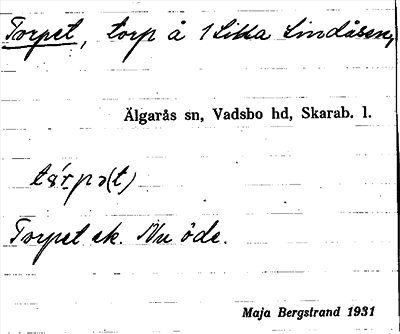 Torpet, torp å 1 Lilla Lindåsen,
Älgarås sn, Vadsbo hd, Skarab. l.
Torpet ek. Nu öde.
Maja Bergstrand 1931